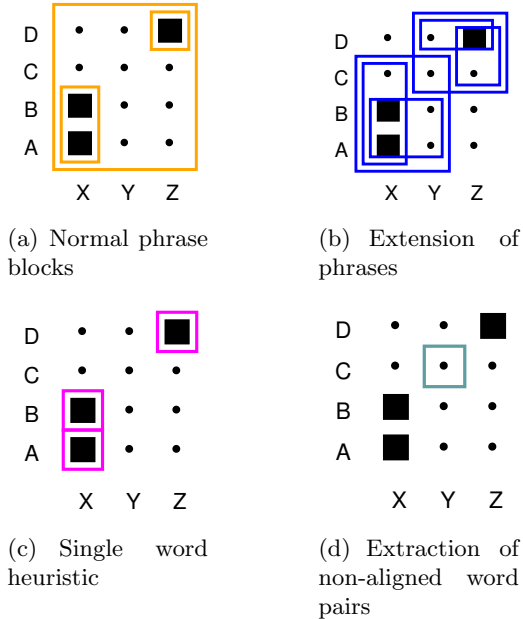 D
C
B
A
X Y Z
(a) Normal phrase
blocks
D
C
B
A
X Y Z
(b) Extension of
phrases
D
C
B
A
X Y Z
(c) Single word
heuristic
D
C
B
A
X Y Z
(d) Extraction of
non-aligned word
pairs